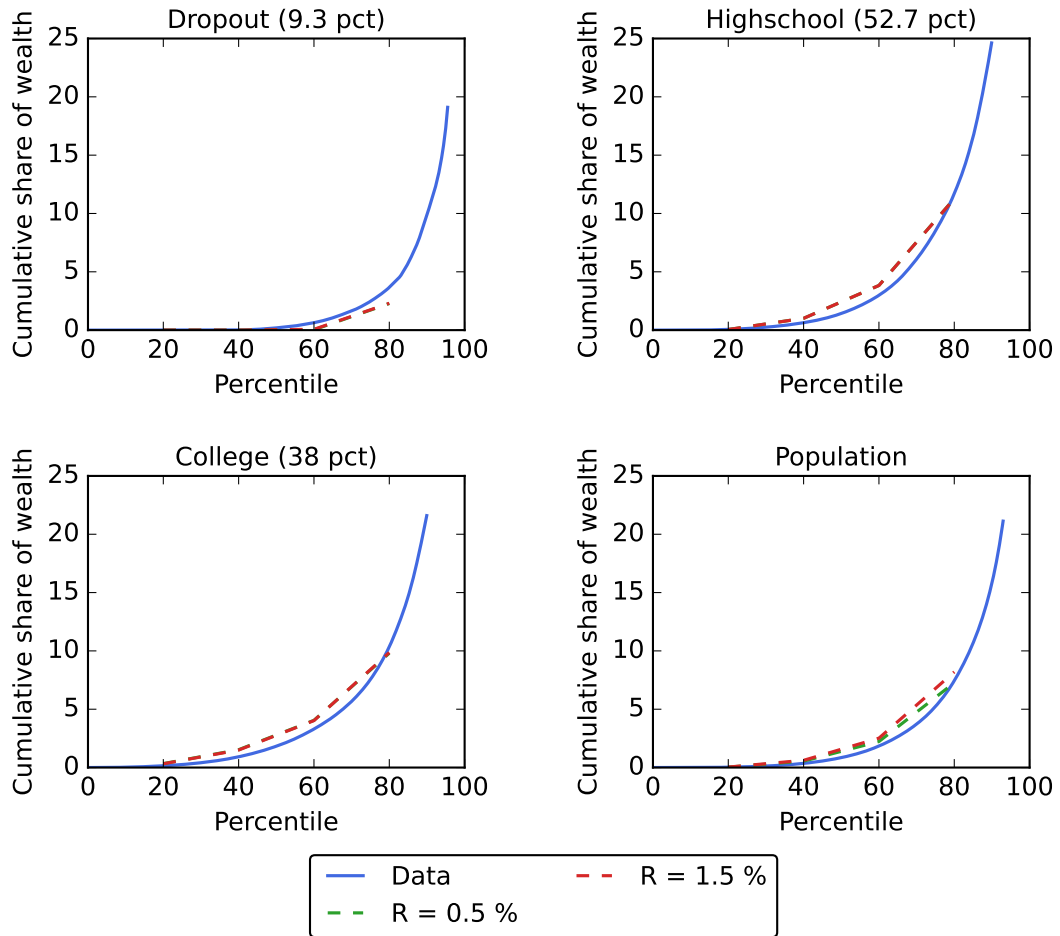 Dropout (9.3 pct)
Cumulative share of wealth
25
20
15
10
5
0
0 20 40 60 80 100
Percentile
Highschool (52.7 pct)
Cumulative share of wealth
25
20
15
10
5
0
0 20 40 60 80 100
Percentile
College (38 pct)
Cumulative share of wealth
25
20
15
10
5
0
0 20 40 60 80 100
Percentile
Population
Cumulative share of wealth
25
20
15
10
5
0
0 20 40 60 80 100
Percentile
Data
R = 0.5 %
R = 1.5 %